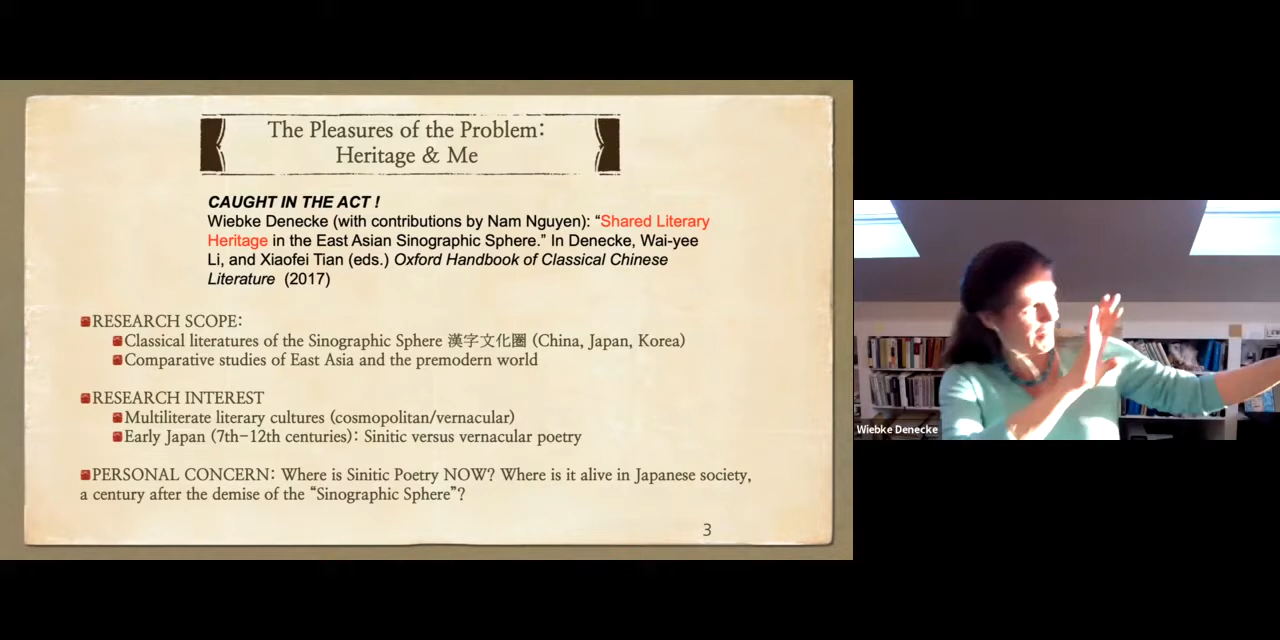 The Pleasures of the Problem:
Heritage & Me
CAUGHT IN THE ACT !
Wiebke Denecke (with contributions by Nam Nguyen): “Shared Literary
Heritage in the East Asian Sinographic Sphere.” In Denecke, Wai-yee
Li, and Xiaofei Tian (eds.) Oxford Handbook of Classical Chinese
Literature (2017)
RESEARCH SCOPE:
Classical literatures of the Sinographic Sphere 漢字文化圈 (China, Japan, Korea)
Comparative studies of East Asia and the premodern world
RESEARCH INTEREST
Multiliterate literary cultures (cosmopolitan/vernacular)
Early Japan (7th-12th centuries): Sinitic versus vernacular poetry
PERSONAL CONCERN: Where is Sinitic Poetry NOW? Where is it alive in Japanese society,
a century after the demise of the “Sinographic Sphere”?
3
Wiebke Denecke